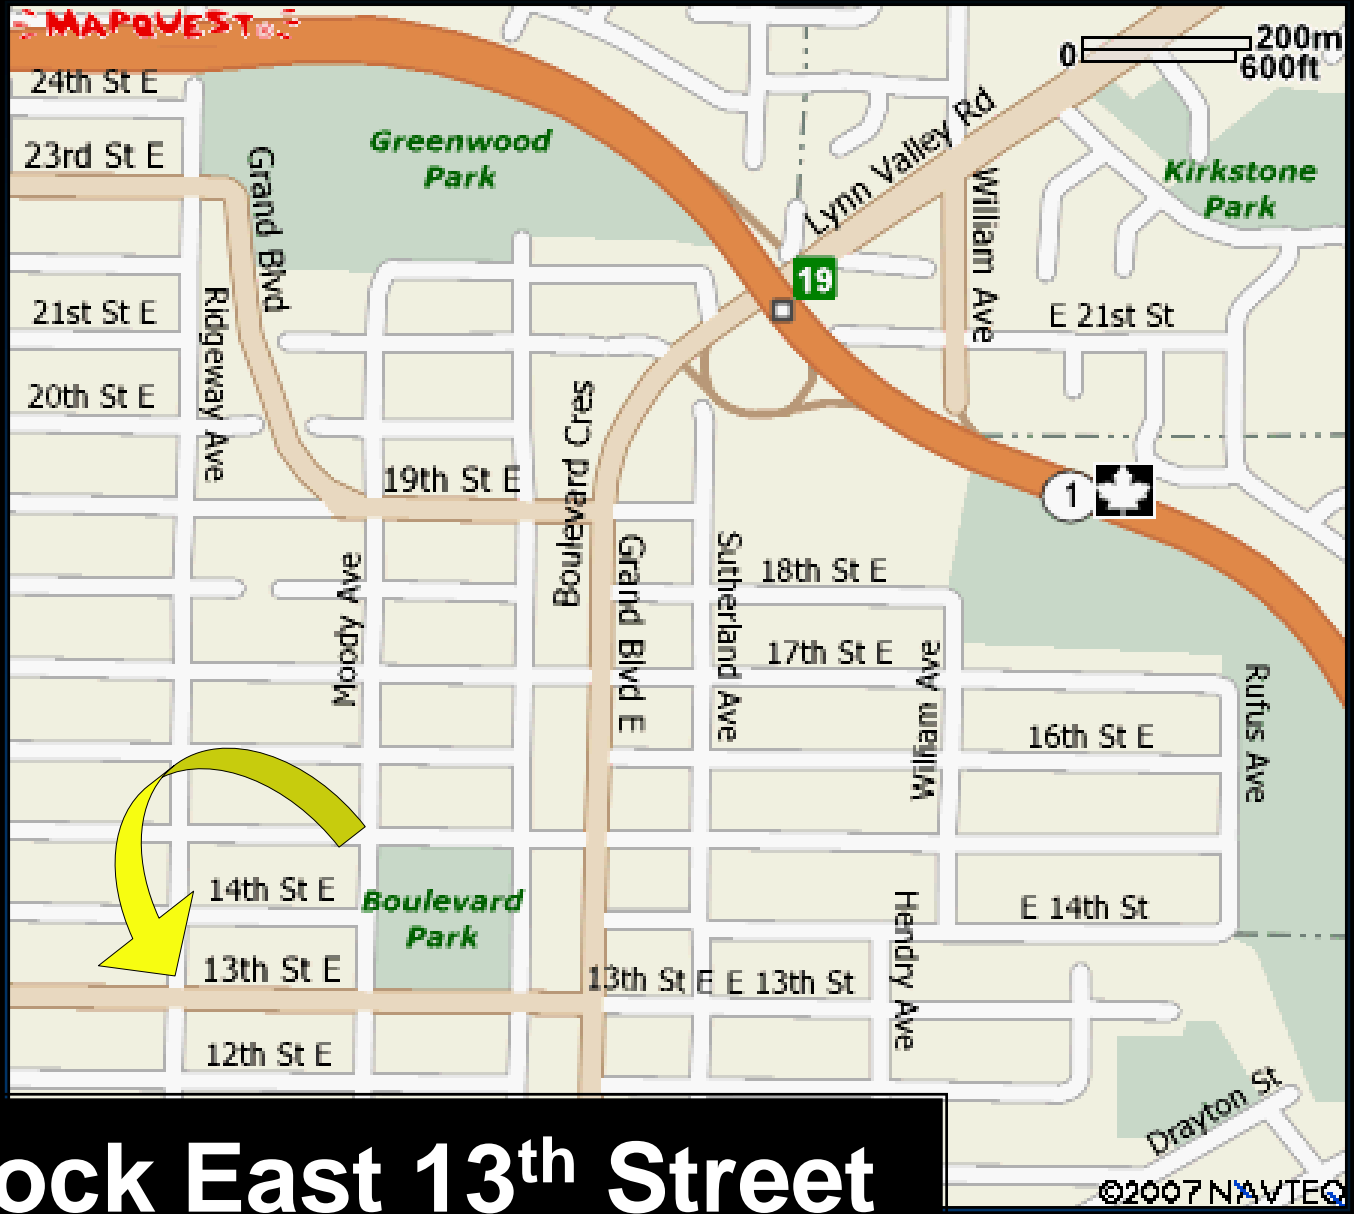 MAPQUEST
0
200m
600ft
24th St E
23rd St E
Grand Blvd
Greenwood
Park
Lynn Valley Rd
William Ave
Kirkstone
Park
19
21st St E
Ridgeway Ave
E 21st St
20th St E
Boulevard Cres
19th St E
1
Moody Ave
Grand Blvd E
Sutherland Ave
18th St E
17th St E
William Ave
Rufus Ave
16th St E
14th St E
Boulevard
Park
Hendry Ave
E 14th St
13th St E
13th St E
E 13th St
12th St E
Drayton St
ock East 13th Street
©2007 NAVTEQ